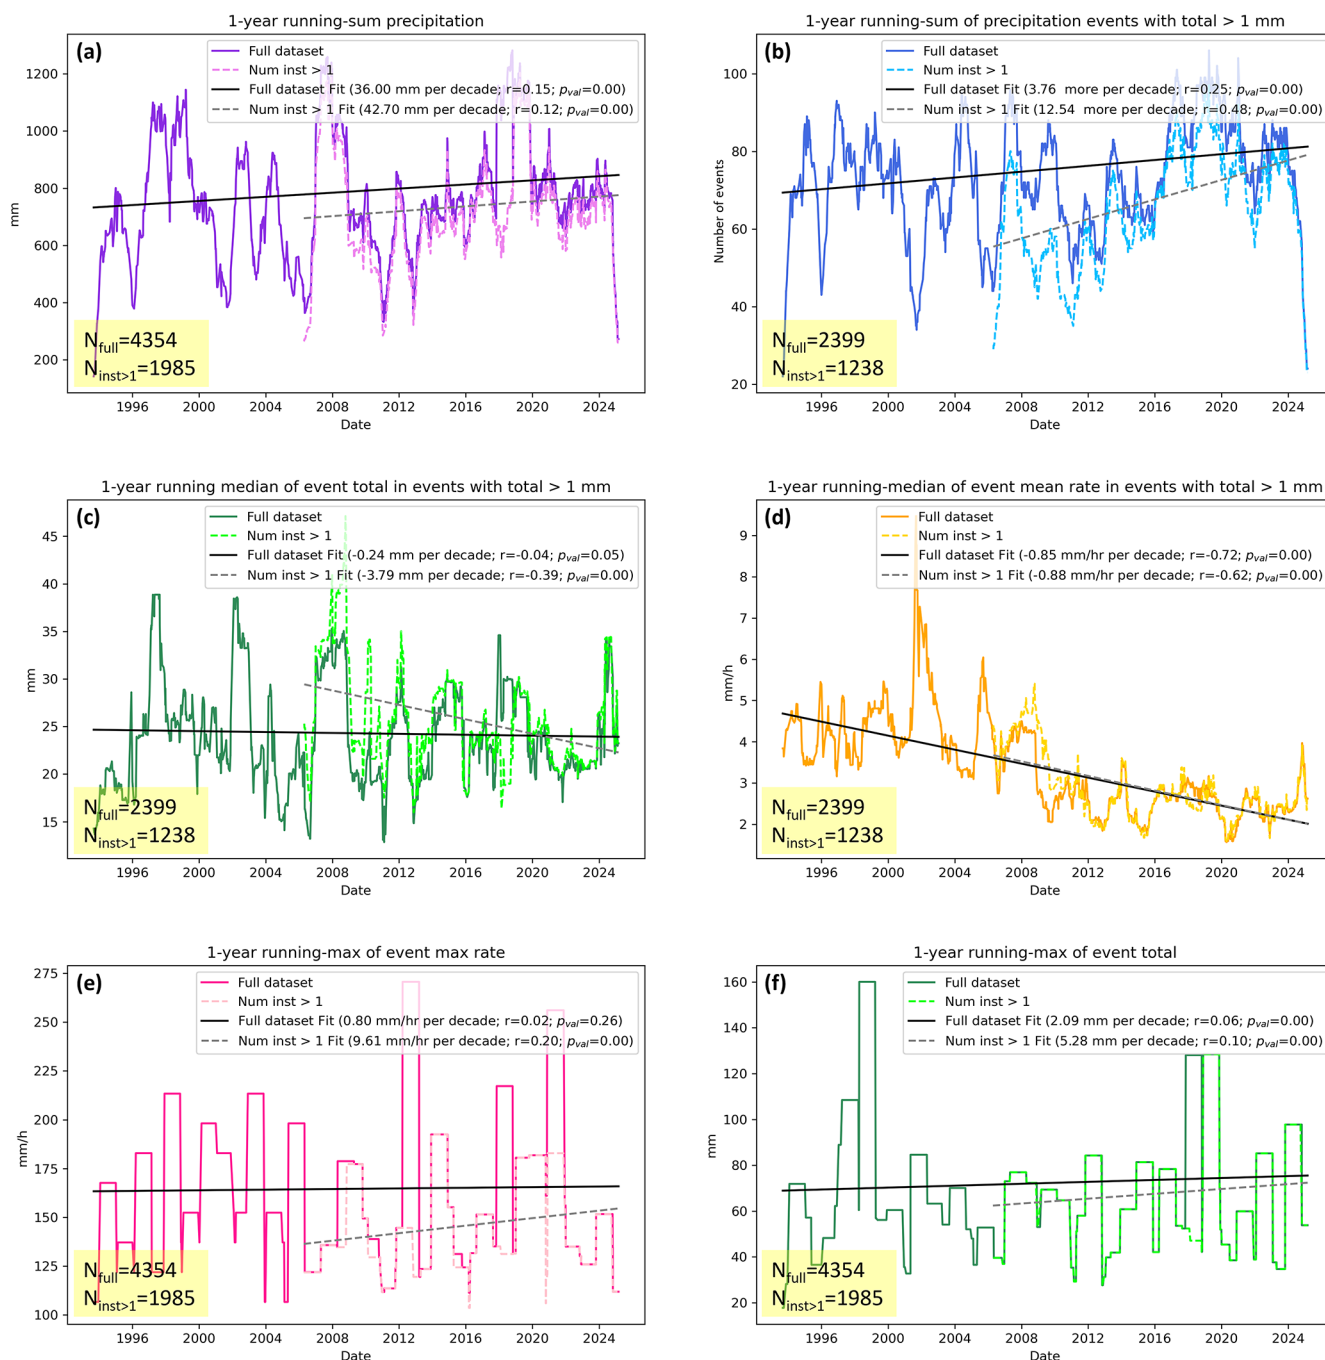 1-year running-sum precipitation
(a)
Full dataset
Num inst > 1
Full dataset Fit (36.00 mm per decade; r=0.15; pval=0.00)
Num inst > 1 Fit (42.70 mm per decade; r=0.12; pval=0.00)
1200
1000
800
600
400
200
mm
Nfull=4354
Ninst>1=1985
1996 2000 2004 2008 2012 2016 2020 2024
Date
1-year running-sum of precipitation events with total > 1 mm
(b)
Full dataset
Num inst > 1
Full dataset Fit (3.76 more per decade; r=0.25; pval=0.00)
Num inst > 1 Fit (12.54 more per decade; r=0.48; pval=0.00)
100
80
60
40
20
Number of events
Nfull=2399
Ninst>1=1238
1996 2000 2004 2008 2012 2016 2020 2024
Date
1-year running median of event total in events with total > 1 mm
(c)
Full dataset
Num inst > 1
Full dataset Fit (-0.24 mm per decade; r=-0.04; pval=0.05)
Num inst > 1 Fit (-3.79 mm per decade; r=-0.39; pval=0.00)
45
40
35
30
25
20
15
mm
Nfull=2399
Ninst>1=1238
1996 2000 2004 2008 2012 2016 2020 2024
Date
1-year running-median of event mean rate in events with total > 1 mm
(d)
Full dataset
Num inst > 1
Full dataset Fit (-0.85 mm/hr per decade; r=-0.72; pval=0.00)
Num inst > 1 Fit (-0.88 mm/hr per decade; r=-0.62; pval=0.00)
9
8
7
6
5
4
3
2
mm/h
Nfull=2399
Ninst>1=1238
1996 2000 2004 2008 2012 2016 2020 2024
Date
1-year running-max of event max rate
(e)
Full dataset
Num inst > 1
Full dataset Fit (0.80 mm/hr per decade; r=0.02; pval=0.26)
Num inst > 1 Fit (9.61 mm/hr per decade; r=0.20; pval=0.00)
275
250
225
200
175
150
125
100
mm/h
Nfull=4354
Ninst>1=1985
1996 2000 2004 2008 2012 2016 2020 2024
Date
1-year running-max of event total
(f)
Full dataset
Num inst > 1
Full dataset Fit (2.09 mm per decade; r=0.06; pval=0.00)
Num inst > 1 Fit (5.28 mm per decade; r=0.10; pval=0.00)
160
140
120
100
80
60
40
20
mm
Nfull=4354
Ninst>1=1985
1996 2000 2004 2008 2012 2016 2020 2024
Date